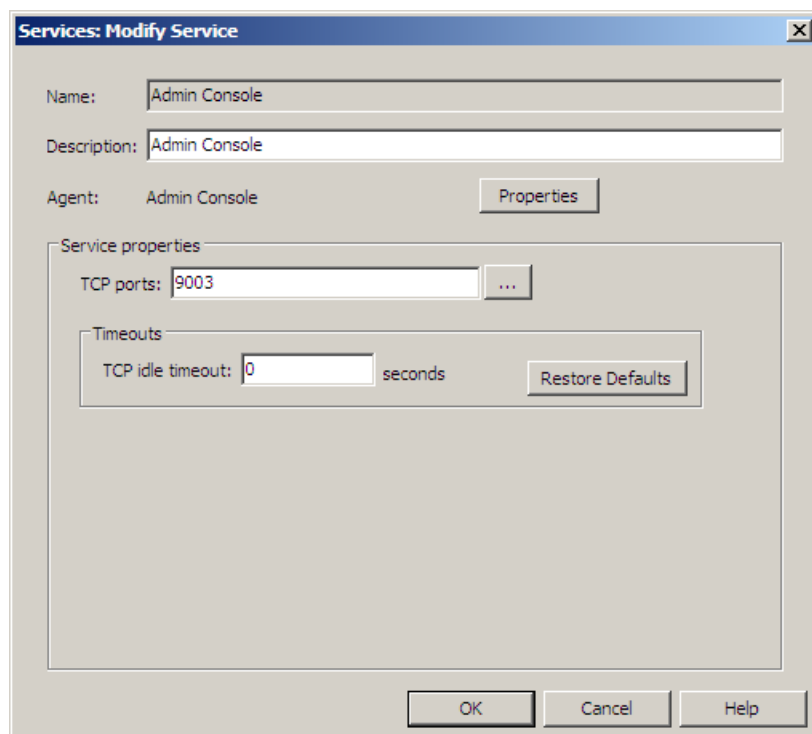 Services: Modify Service
Name: Admin Console
Description: Admin Console
Agent: Admin Console Properties
Service properties
TCP ports: 9003 ...
Timeouts
TCP idle timeout: 0 seconds Restore Defaults
OK Cancel Help